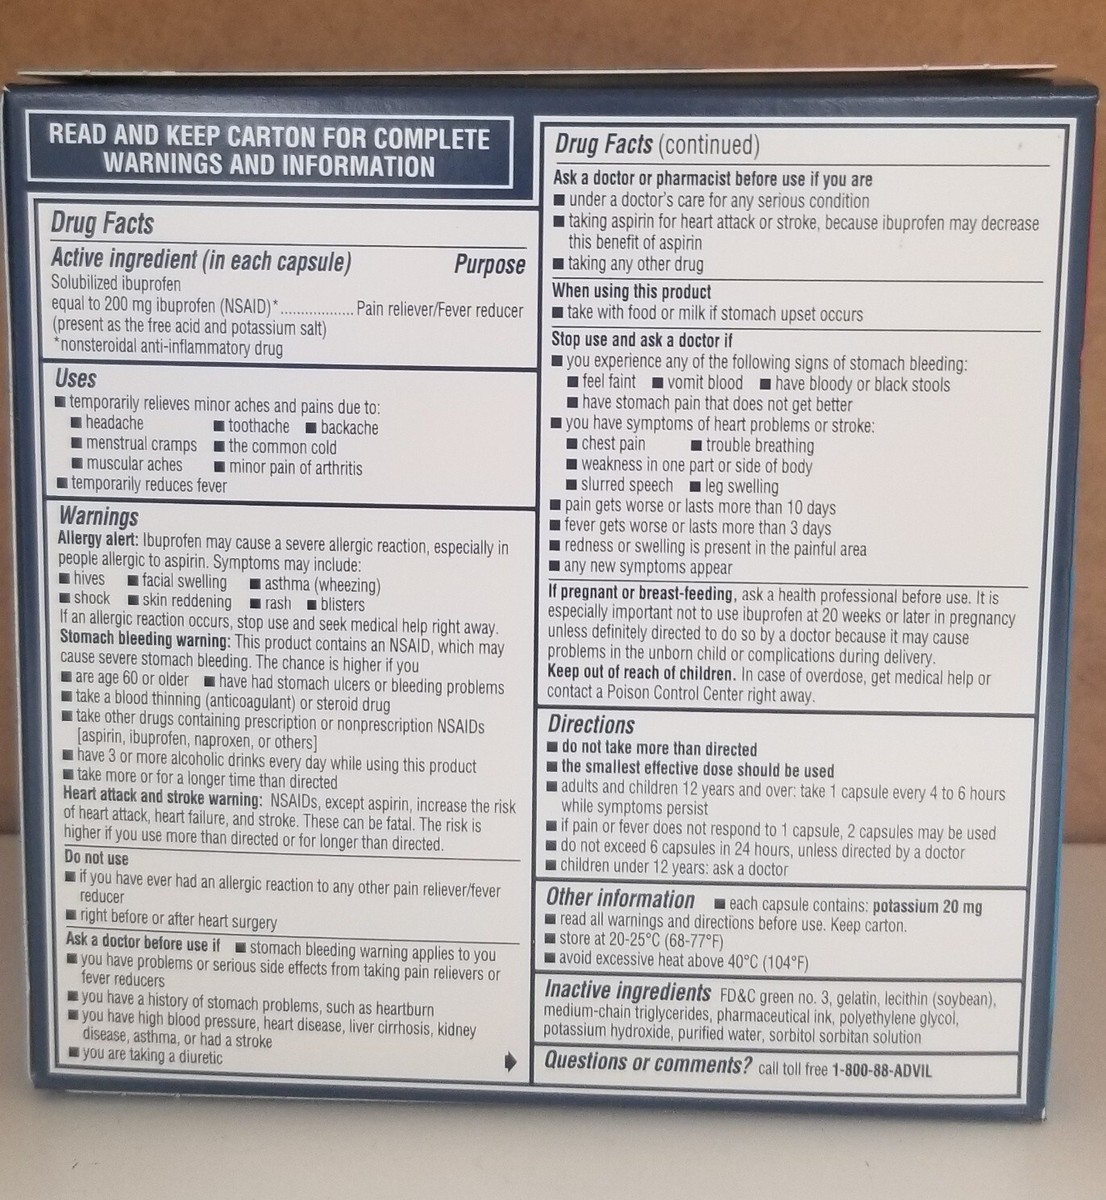 READ AND KEEP CARTON FOR COMPLETE
WARNINGS AND INFORMATION
Drug Facts
Active ingredient (in each capsule) Purpose
Solubilized ibuprofen
equal to 200 mg ibuprofen (NSAID)*.................. Pain reliever/Fever reducer
(present as the free acid and potassium salt)
*nonsteroidal anti-inflammatory drug
Uses
■ temporarily relieves minor aches and pains due to:
■ headache ■ toothache ■ backache
■ menstrual cramps ■ the common cold
■ muscular aches ■ minor pain of arthritis
■ temporarily reduces fever
Warnings
Allergy alert: Ibuprofen may cause a severe allergic reaction, especially in
people allergic to aspirin. Symptoms may include:
■ hives ■ facial swelling ■ asthma (wheezing)
■ shock ■ skin reddening ■ rash ■ blisters
If an allergic reaction occurs, stop use and seek medical help right away.
Stomach bleeding warning: This product contains an NSAID, which may
cause severe stomach bleeding. The chance is higher if you
■ are age 60 or older ■ have had stomach ulcers or bleeding problems
■ take a blood thinning (anticoagulant) or steroid drug
■ take other drugs containing prescription or nonprescription NSAIDs
[aspirin, ibuprofen, naproxen, or others]
■ have 3 or more alcoholic drinks every day while using this product
■ take more or for a longer time than directed
Heart attack and stroke warning: NSAIDs, except aspirin, increase the risk
of heart attack, heart failure, and stroke. These can be fatal. The risk is
higher if you use more than directed or for longer than directed.
Do not use
■ if you have ever had an allergic reaction to any other pain reliever/fever
reducer
■ right before or after heart surgery
Ask a doctor before use if ■ stomach bleeding warning applies to you
■ you have problems or serious side effects from taking pain relievers or
fever reducers
■ you have a history of stomach problems, such as heartburn
■ you have high blood pressure, heart disease, liver cirrhosis, kidney
disease, asthma, or had a stroke
■ you are taking a diuretic
Drug Facts (continued)
Ask a doctor or pharmacist before use if you are
■ under a doctor's care for any serious condition
■ taking aspirin for heart attack or stroke, because ibuprofen may decrease
this benefit of aspirin
■ taking any other drug
When using this product
■ take with food or milk if stomach upset occurs
Stop use and ask a doctor if
■ you experience any of the following signs of stomach bleeding:
■ feel faint ■ vomit blood ■ have bloody or black stools
■ have stomach pain that does not get better
■ you have symptoms of heart problems or stroke:
■ chest pain ■ trouble breathing
■ weakness in one part or side of body
■ slurred speech ■ leg swelling
■ pain gets worse or lasts more than 10 days
■ fever gets worse or lasts more than 3 days
■ redness or swelling is present in the painful area
■ any new symptoms appear
If pregnant or breast-feeding, ask a health professional before use. It is
especially important not to use ibuprofen at 20 weeks or later in pregnancy
unless definitely directed to do so by a doctor because it may cause
problems in the unborn child or complications during delivery.
Keep out of reach of children. In case of overdose, get medical help or
contact a Poison Control Center right away.
Directions
■ do not take more than directed
■ the smallest effective dose should be used
■ adults and children 12 years and over: take 1 capsule every 4 to 6 hours
while symptoms persist
■ if pain or fever does not respond to 1 capsule, 2 capsules may be used
■ do not exceed 6 capsules in 24 hours, unless directed by a doctor
■ children under 12 years: ask a doctor
Other information ■ each capsule contains: potassium 20 mg
■ read all warnings and directions before use. Keep carton.
■ store at 20-25°C (68-77°F)
■ avoid excessive heat above 40°C (104°F)
Inactive ingredients FD&C green no. 3, gelatin, lecithin (soybean),
medium-chain triglycerides, pharmaceutical ink, polyethylene glycol,
potassium hydroxide, purified water, sorbitol sorbitan solution
Questions or comments? call toll free 1-800-88-ADVIL